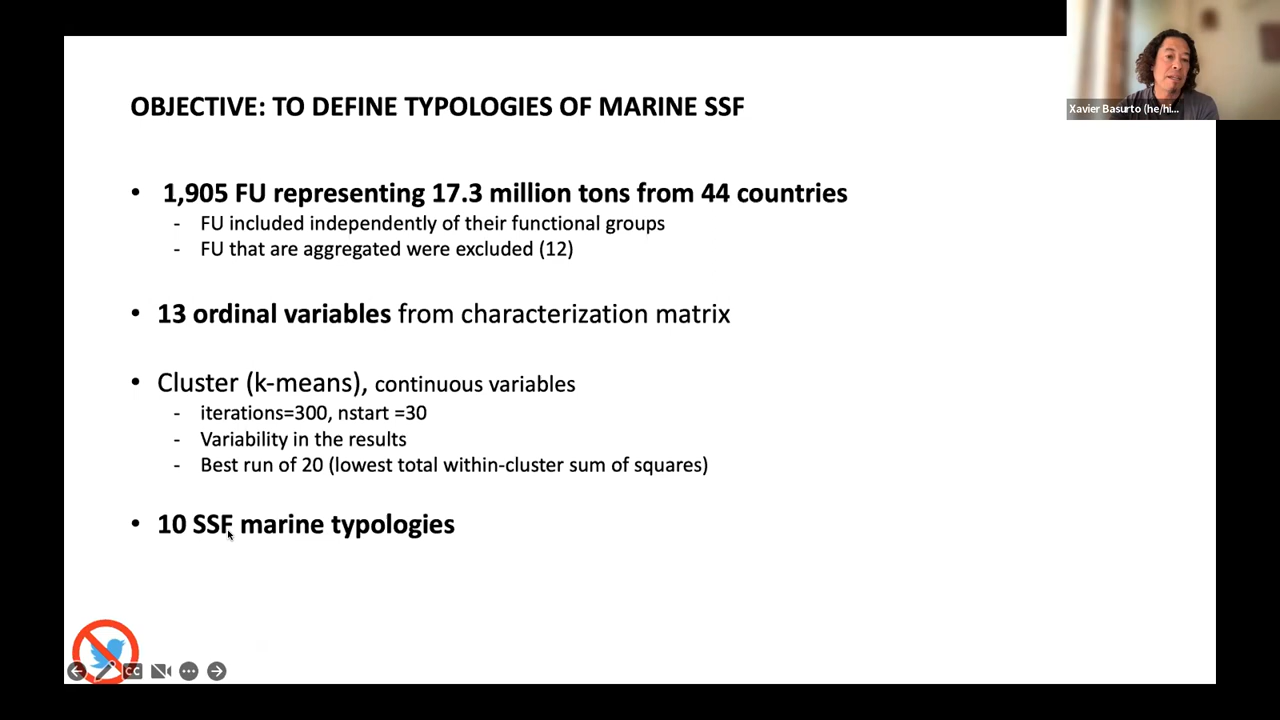 OBJECTIVE: TO DEFINE TYPOLOGIES OF MARINE SSF
Xavier Basurto (he/hi...
• 1,905 FU representing 17.3 million tons from 44 countries
- FU included independently of their functional groups
- FU that are aggregated were excluded (12)
• 13 ordinal variables from characterization matrix
• Cluster (k-means), continuous variables
- iterations=300, nstart =30
- Variability in the results
- Best run of 20 (lowest total within-cluster sum of squares)
• 10 SSF marine typologies
CC